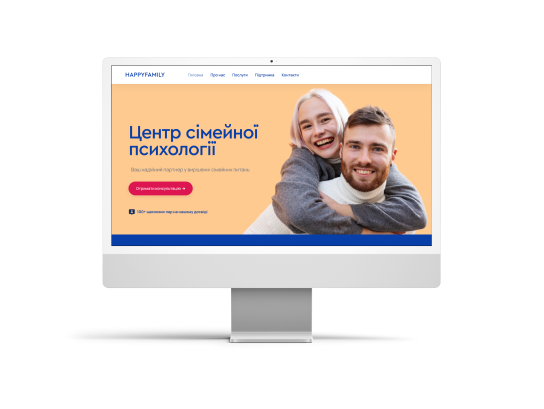 HAPPYFAMILY
Головна Про нас Послуги Підтримка Контакти
Центр сімейної
психології
Ваш надійний партнер у вирішенні сімейних питань
Отримати консультацію →
щасливих пар на нашому досвіді